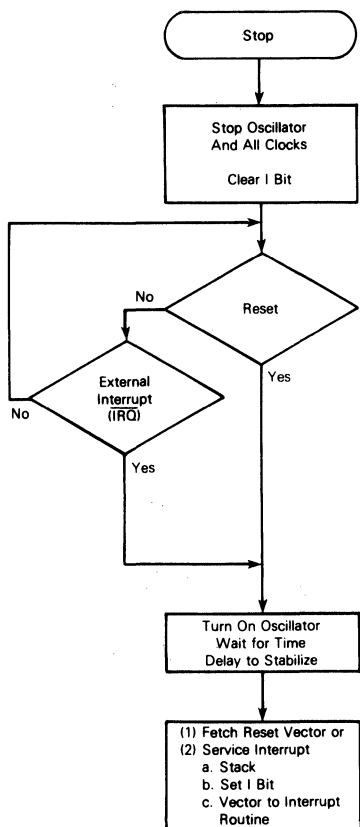 Stop
Stop Oscillator
And All Clocks
Clear I Bit
No
Reset
External
Interrupt
(I̅R̅Q̅)
No
Yes
Yes
Turn On Oscillator
Wait for Time
Delay to Stabilize
(1) Fetch Reset Vector or
(2) Service Interrupt
a. Stack
b. Set I Bit
c. Vector to Interrupt
Routine